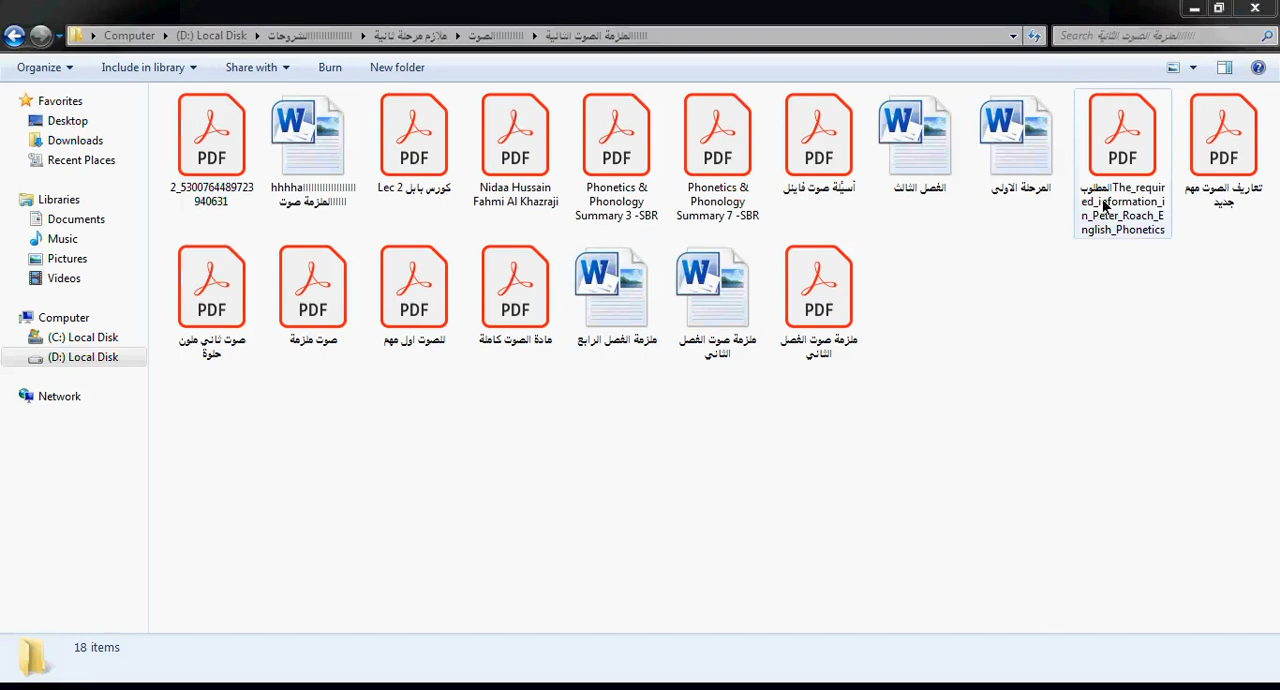 Computer
(D:) Local Disk
االشروحات
ملازم مرحلة ثانية
الصوت
الملزمة الصوت الثانية
Search
Organize
Include in library
Share with
Burn
New folder
Favorites
Desktop
Downloads
Recent Places
Libraries
Documents
Music
Pictures
Videos
Computer
(C:) Local Disk
(D:) Local Disk
Network
PDF
2_5300764489723
940631
W
hhhhا
الملزمة صوت
PDF
كورس بابل Lec 2
PDF
Nidaa Hussain
Fahmi Al Khazraji
PDF
Phonetics &
Phonology
Summary 3 -SBR
PDF
Phonetics &
Phonology
Summary 7 -SBR
PDF
أسئلة صوت فاينل
W
الفصل الثالث
W
المرحلة الاولى
PDF
المطلوبThe_requir
ed_information_i
n_Peter_Roach_E
nglish_Phonetics
PDF
تعاريف الصوت مهم
جديد
PDF
صوت ثاني ملون
حلوة
PDF
صوت ملزمة
PDF
للصوت اول مهم
PDF
مادة الصوت كاملة
W
ملزمة الفصل الرابع
W
ملزمة صوت الفصل
الثاني
PDF
ملزمة صوت الفصل
الثاني
18 items